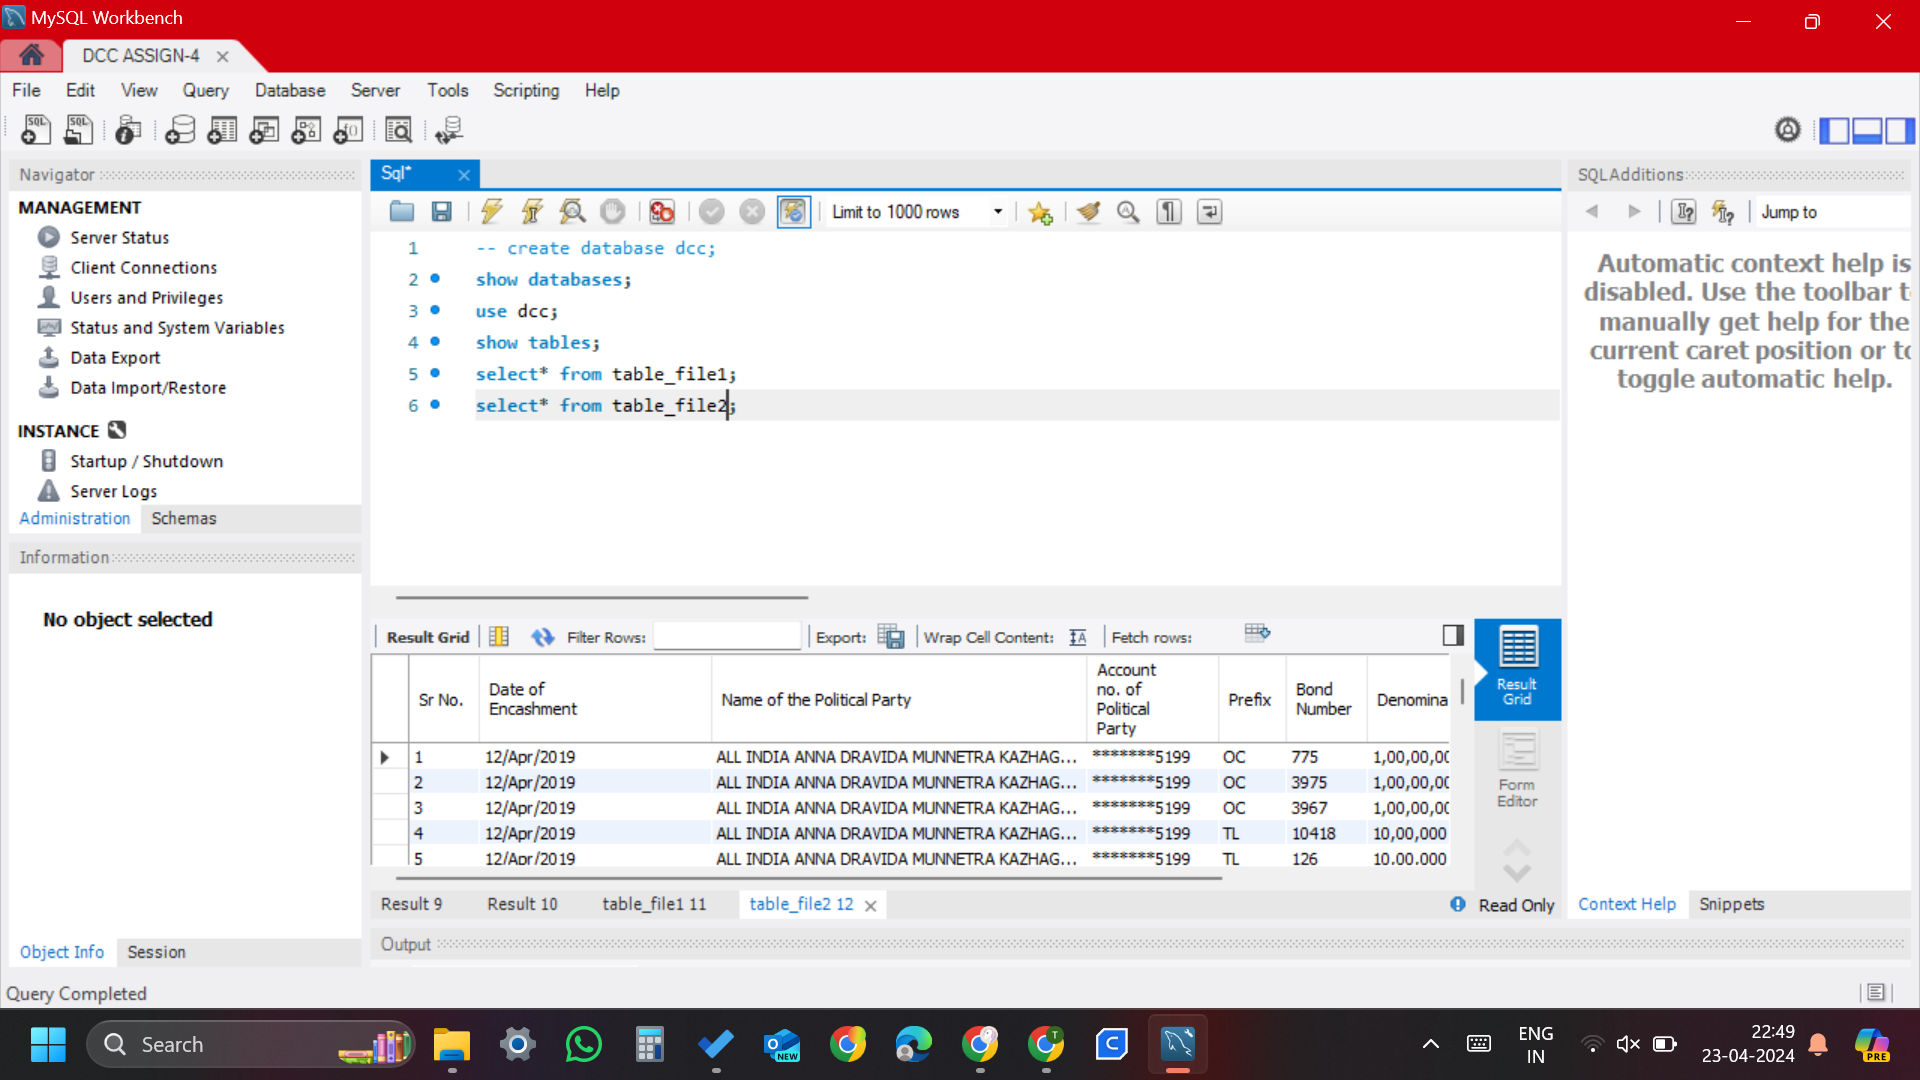 MySQL Workbench
DCC ASSIGN-4
File Edit View Query Database Server Tools Scripting Help
Navigator
MANAGEMENT
Server Status
Client Connections
Users and Privileges
Status and System Variables
Data Export
Data Import/Restore
INSTANCE
Startup / Shutdown
Server Logs
Administration Schemas
Information
No object selected
Object Info Session
Query Completed
Sql*
Limit to 1000 rows
1 -- create database dcc;
2 show databases;
3 use dcc;
4 show tables;
5 select* from table_file1;
6 select* from table_file2;
Result Grid Filter Rows: Export: Wrap Cell Content: Fetch rows:
Sr No. Date of Encashment Name of the Political Party Account no. of Political Party Prefix Bond Number Denomina
1 12/Apr/2019 ALL INDIA ANNA DRAVIDA MUNNETRA KAZHAG... *******5199 OC 775 1,00,00,00
2 12/Apr/2019 ALL INDIA ANNA DRAVIDA MUNNETRA KAZHAG... *******5199 OC 3975 1,00,00,00
3 12/Apr/2019 ALL INDIA ANNA DRAVIDA MUNNETRA KAZHAG... *******5199 OC 3967 1,00,00,00
4 12/Apr/2019 ALL INDIA ANNA DRAVIDA MUNNETRA KAZHAG... *******5199 TL 10418 10,00,000
5 12/Apr/2019 ALL INDIA ANNA DRAVIDA MUNNETRA KAZHAG... *******5199 TL 126 10,00,000
Result Grid
Form Editor
Result 9 Result 10 table_file1 11 table_file2 12
Read Only
Output
SQLAdditions
Jump to
Automatic context help is
disabled. Use the toolbar t
manually get help for the
current caret position or to
toggle automatic help.
Context Help Snippets
Search
NEW
ENG
IN
22:49
23-04-2024
PRE